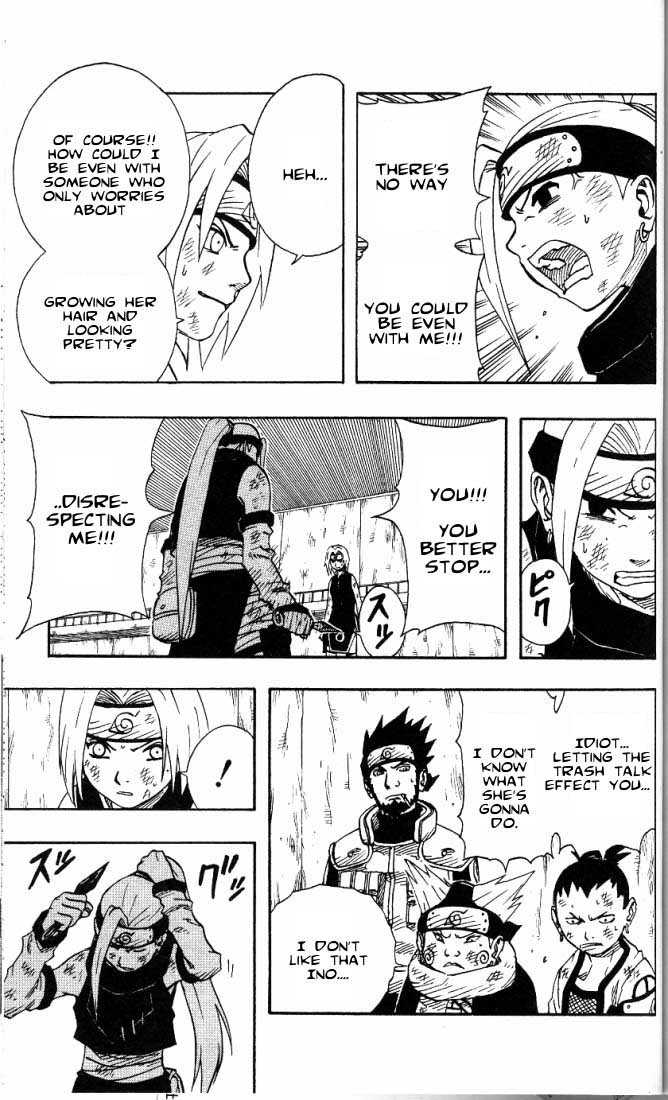 THERE'S
NO WAY
YOU COULD
BE EVEN
WITH ME!!!
HEH...
OF COURSE!!
HOW COULD I
BE EVEN WITH
SOMEONE WHO
ONLY WORRIES
ABOUT
GROWING HER
HAIR AND
LOOKING
PRETTY?
ピク
YOU!!!
YOU
BETTER
STOP...
スッ
..DISRE-
SPECTING
ME!!!
IDIOT...
LETTING THE
TRASH TALK
EFFECT YOU...
I DON'T
KNOW
WHAT
SHE'S
GONNA
DO.
I DON'T
LIKE THAT
INO....
!
グッ
ズッ